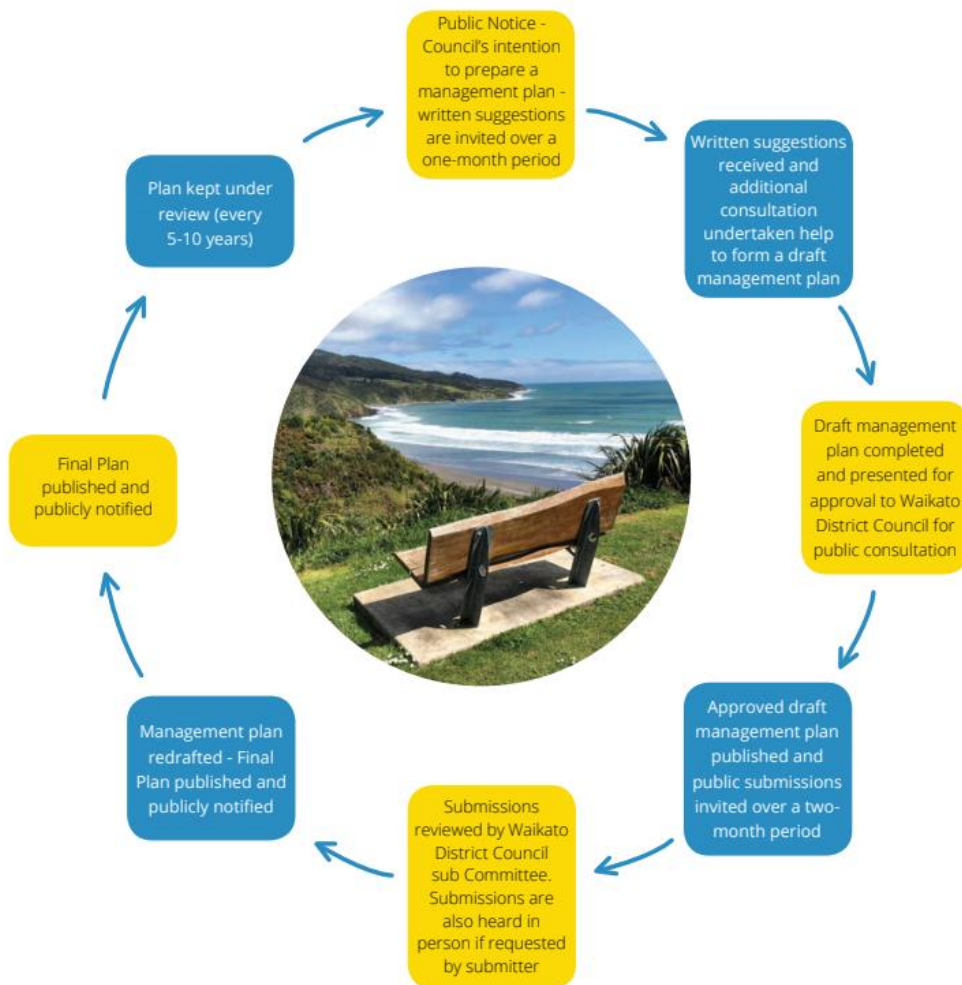 Public Notice -
Council's intention
to prepare a
management plan -
written suggestions
are invited over a
one-month period
Written suggestions
received and
additional
consultation
undertaken help
to form a draft
management plan
Draft management
plan completed
and presented for
approval to Waikato
District Council for
public consultation
Approved draft
management plan
published and
public submissions
invited over a two-
month period
Submissions
reviewed by Waikato
District Council
sub Committee.
Submissions are
also heard in
person if requested
by submitter
Management plan
redrafted - Final
Plan published and
publicly notified
Final Plan
published and
publicly notified
Plan kept under
review (every
5-10 years)